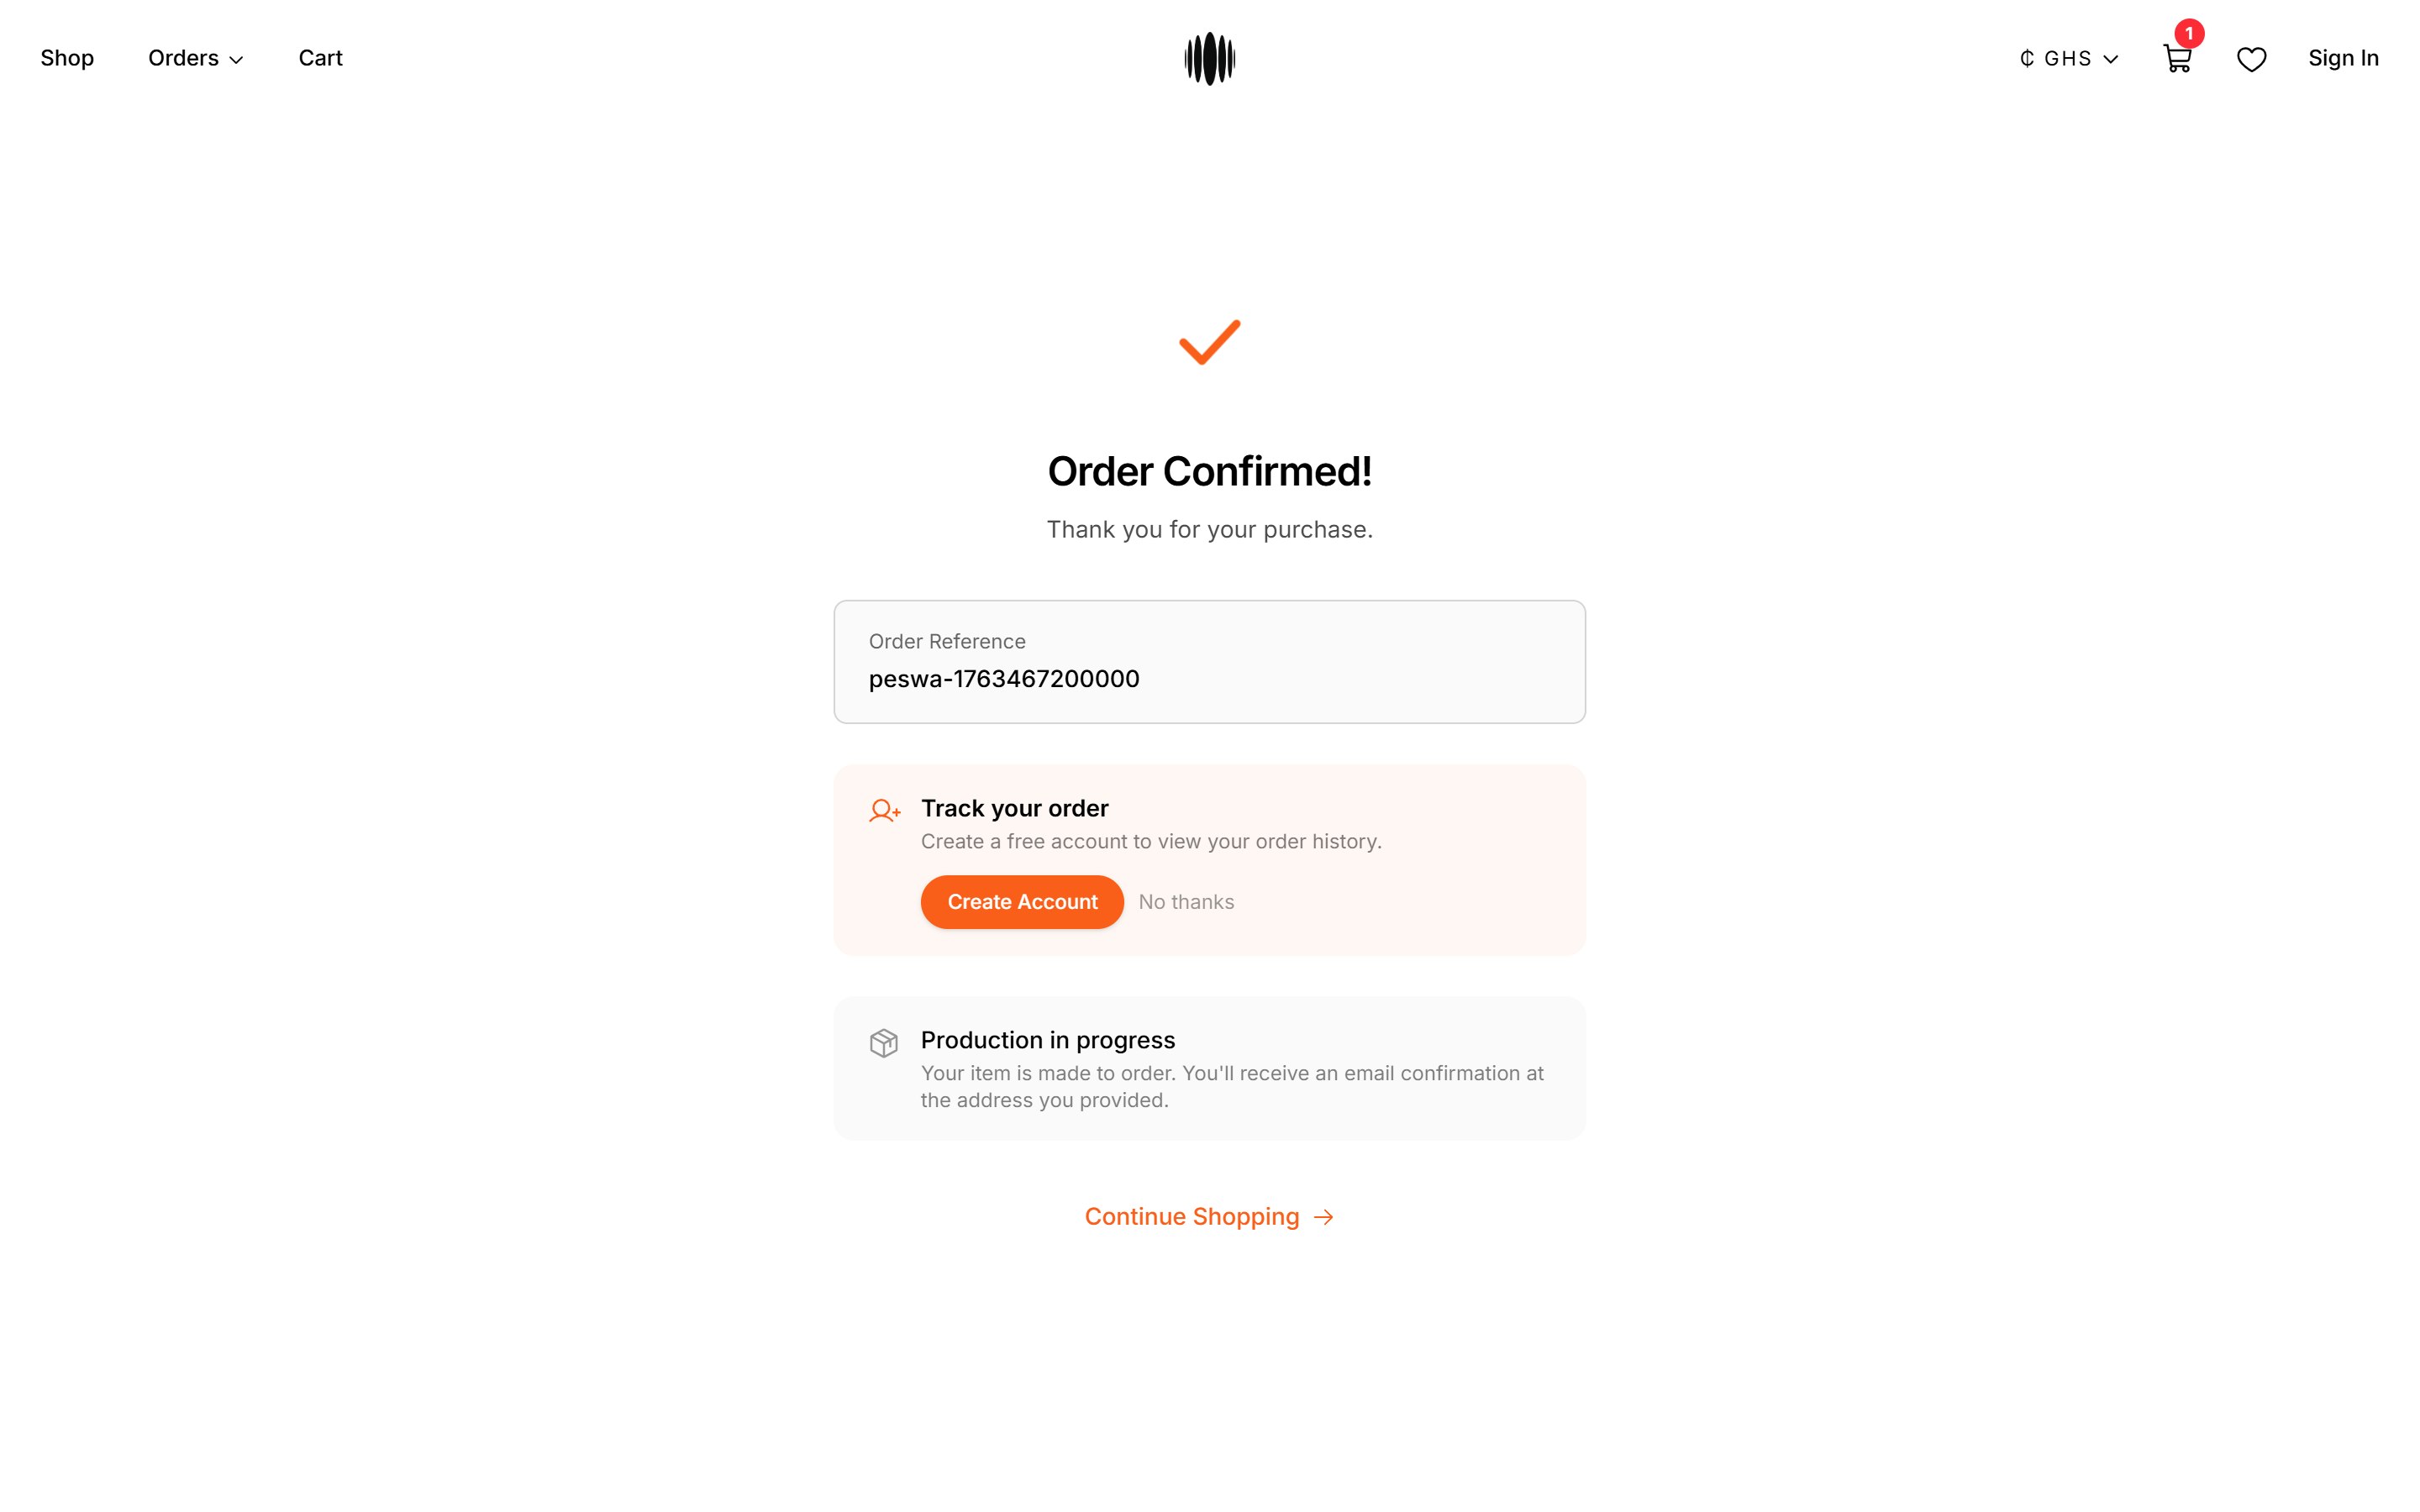 Shop
Orders
Cart
₵ GHS
1
Sign In
Order Confirmed!
Thank you for your purchase.
Order Reference
peswa-1763467200000
Track your order
Create a free account to view your order history.
Create Account
No thanks
Production in progress
Your item is made to order. You'll receive an email confirmation at
the address you provided.
Continue Shopping →